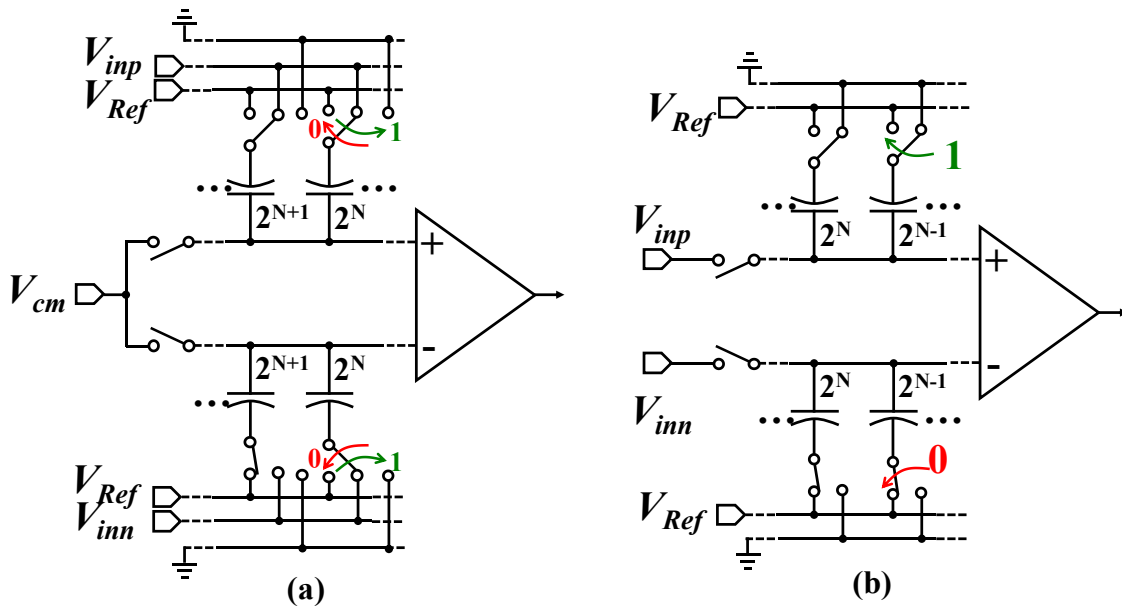 V_inp
V_Ref
0 1
••• 2^{N+1} 2^N •••
V_cm
+
-
2^{N+1} 2^N
•••
0 1
V_Ref
V_inn
(a)
V_Ref
1
••• 2^N 2^{N-1} •••
V_inp
+
-
2^N 2^{N-1}
V_inn
••• •••
0
V_Ref
(b)